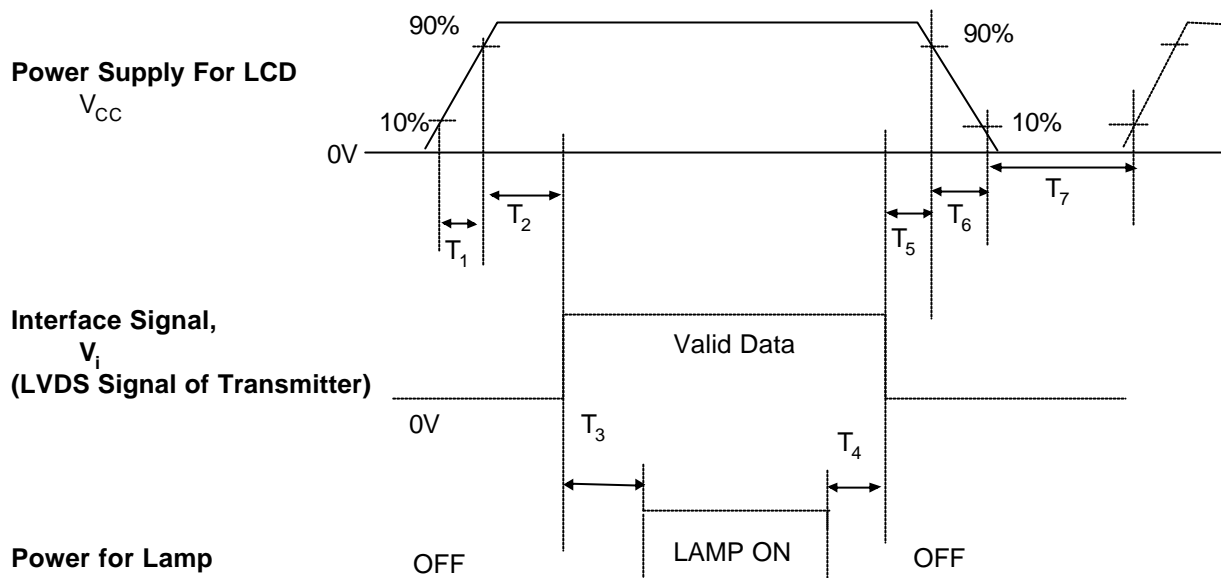 90%
90%
Power Supply For LCD
VCC
10%
10%
0V
T1
T2
T5
T6
T7
Interface Signal,
Vi
(LVDS Signal of Transmitter)
Valid Data
0V
T3
T4
Power for Lamp
OFF
LAMP ON
OFF